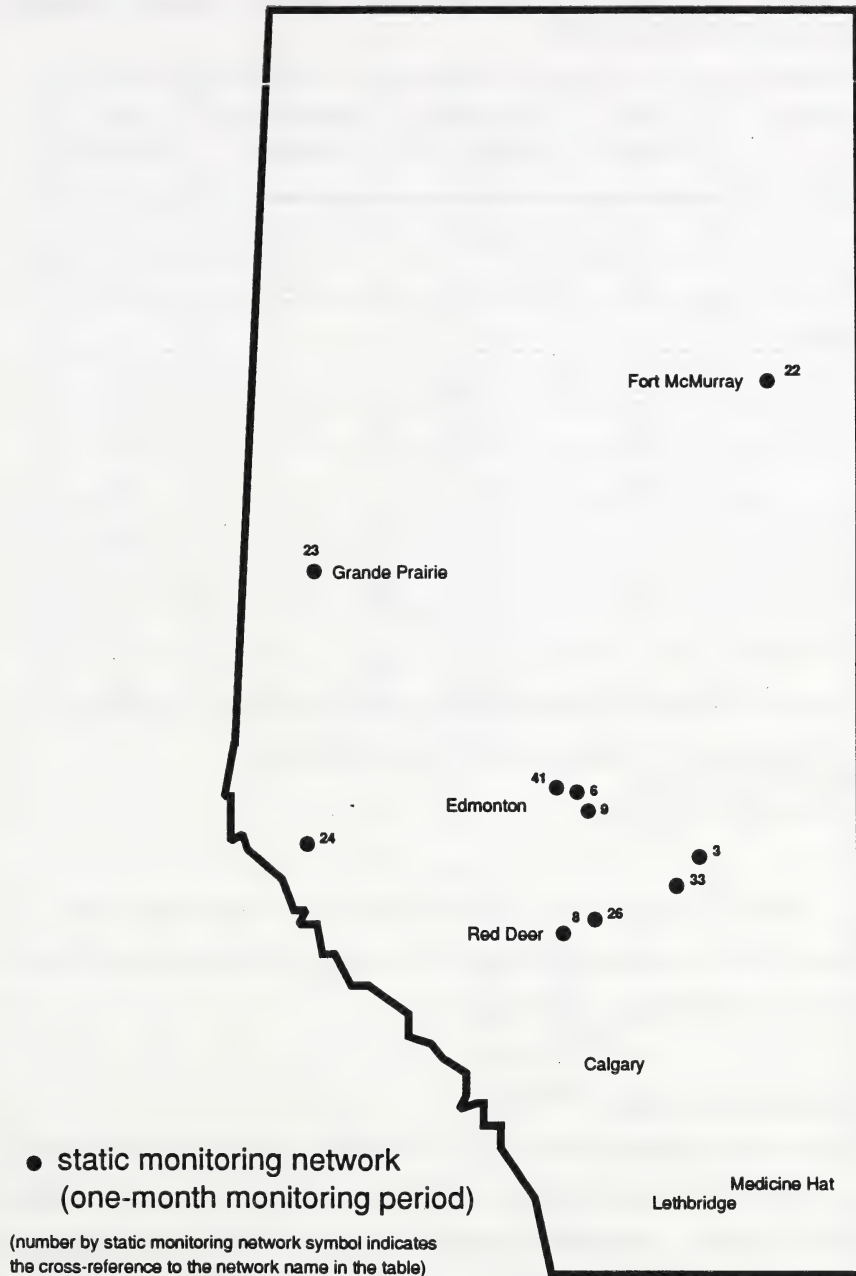 Fort McMurray
22
23
Grande Prairie
41
6
Edmonton
9
24
3
33
26
8
Red Deer
Calgary
static monitoring network
(one-month monitoring period)
Medicine Hat
Lethbridge
(number by static monitoring network symbol indicates
the cross-reference to the network name in the table)